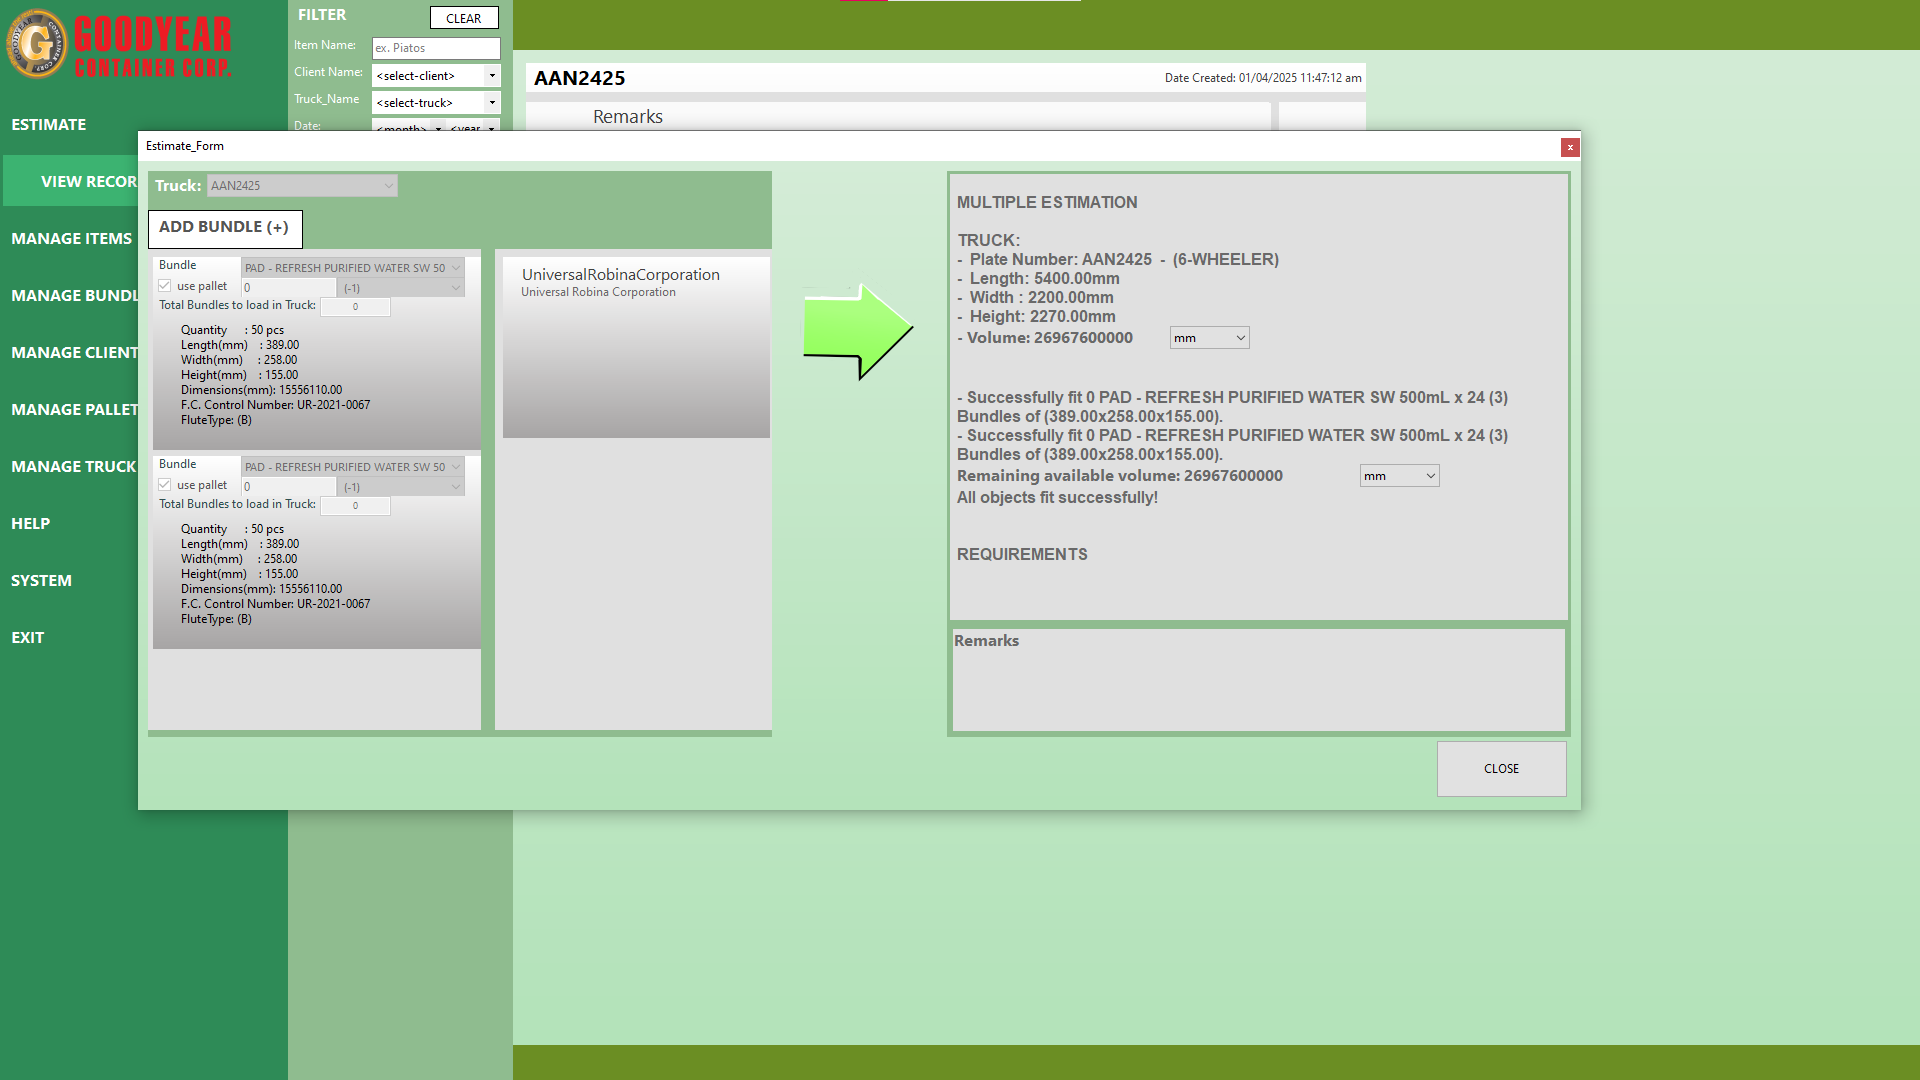 GOODYEAR
CONTAINER CORP.
ESTIMATE
VIEW RECOR
MANAGE ITEMS
MANAGE BUNDL
MANAGE CLIENT
MANAGE PALLET
MANAGE TRUCK
HELP
SYSTEM
EXIT
FILTER
CLEAR
Item Name:
ex. Piatos
Client Name:
<select-client>
Truck_Name
<select-truck>
Date:
<month>
<year
AAN2425
Date Created: 01/04/2025 11:47:12 am
Remarks
Estimate_Form
x
Truck:
AAN2425
ADD BUNDLE (+)
Bundle
PAD - REFRESH PURIFIED WATER SW 50
use pallet
0
(-1)
Total Bundles to load in Truck:
0
Quantity : 50 pcs
Length(mm) : 389.00
Width(mm) : 258.00
Height(mm) : 155.00
Dimensions(mm): 15556110.00
F.C. Control Number: UR-2021-0067
FluteType: (B)
Bundle
PAD - REFRESH PURIFIED WATER SW 50
use pallet
0
(-1)
Total Bundles to load in Truck:
0
Quantity : 50 pcs
Length(mm) : 389.00
Width(mm) : 258.00
Height(mm) : 155.00
Dimensions(mm): 15556110.00
F.C. Control Number: UR-2021-0067
FluteType: (B)
UniversalRobinaCorporation
Universal Robina Corporation
MULTIPLE ESTIMATION
TRUCK:
- Plate Number: AAN2425 - (6-WHEELER)
- Length: 5400.00mm
- Width : 2200.00mm
- Height: 2270.00mm
- Volume: 26967600000
mm
- Successfully fit 0 PAD - REFRESH PURIFIED WATER SW 500mL x 24 (3)
Bundles of (389.00x258.00x155.00).
- Successfully fit 0 PAD - REFRESH PURIFIED WATER SW 500mL x 24 (3)
Bundles of (389.00x258.00x155.00).
Remaining available volume: 26967600000
mm
All objects fit successfully!
REQUIREMENTS
Remarks
CLOSE